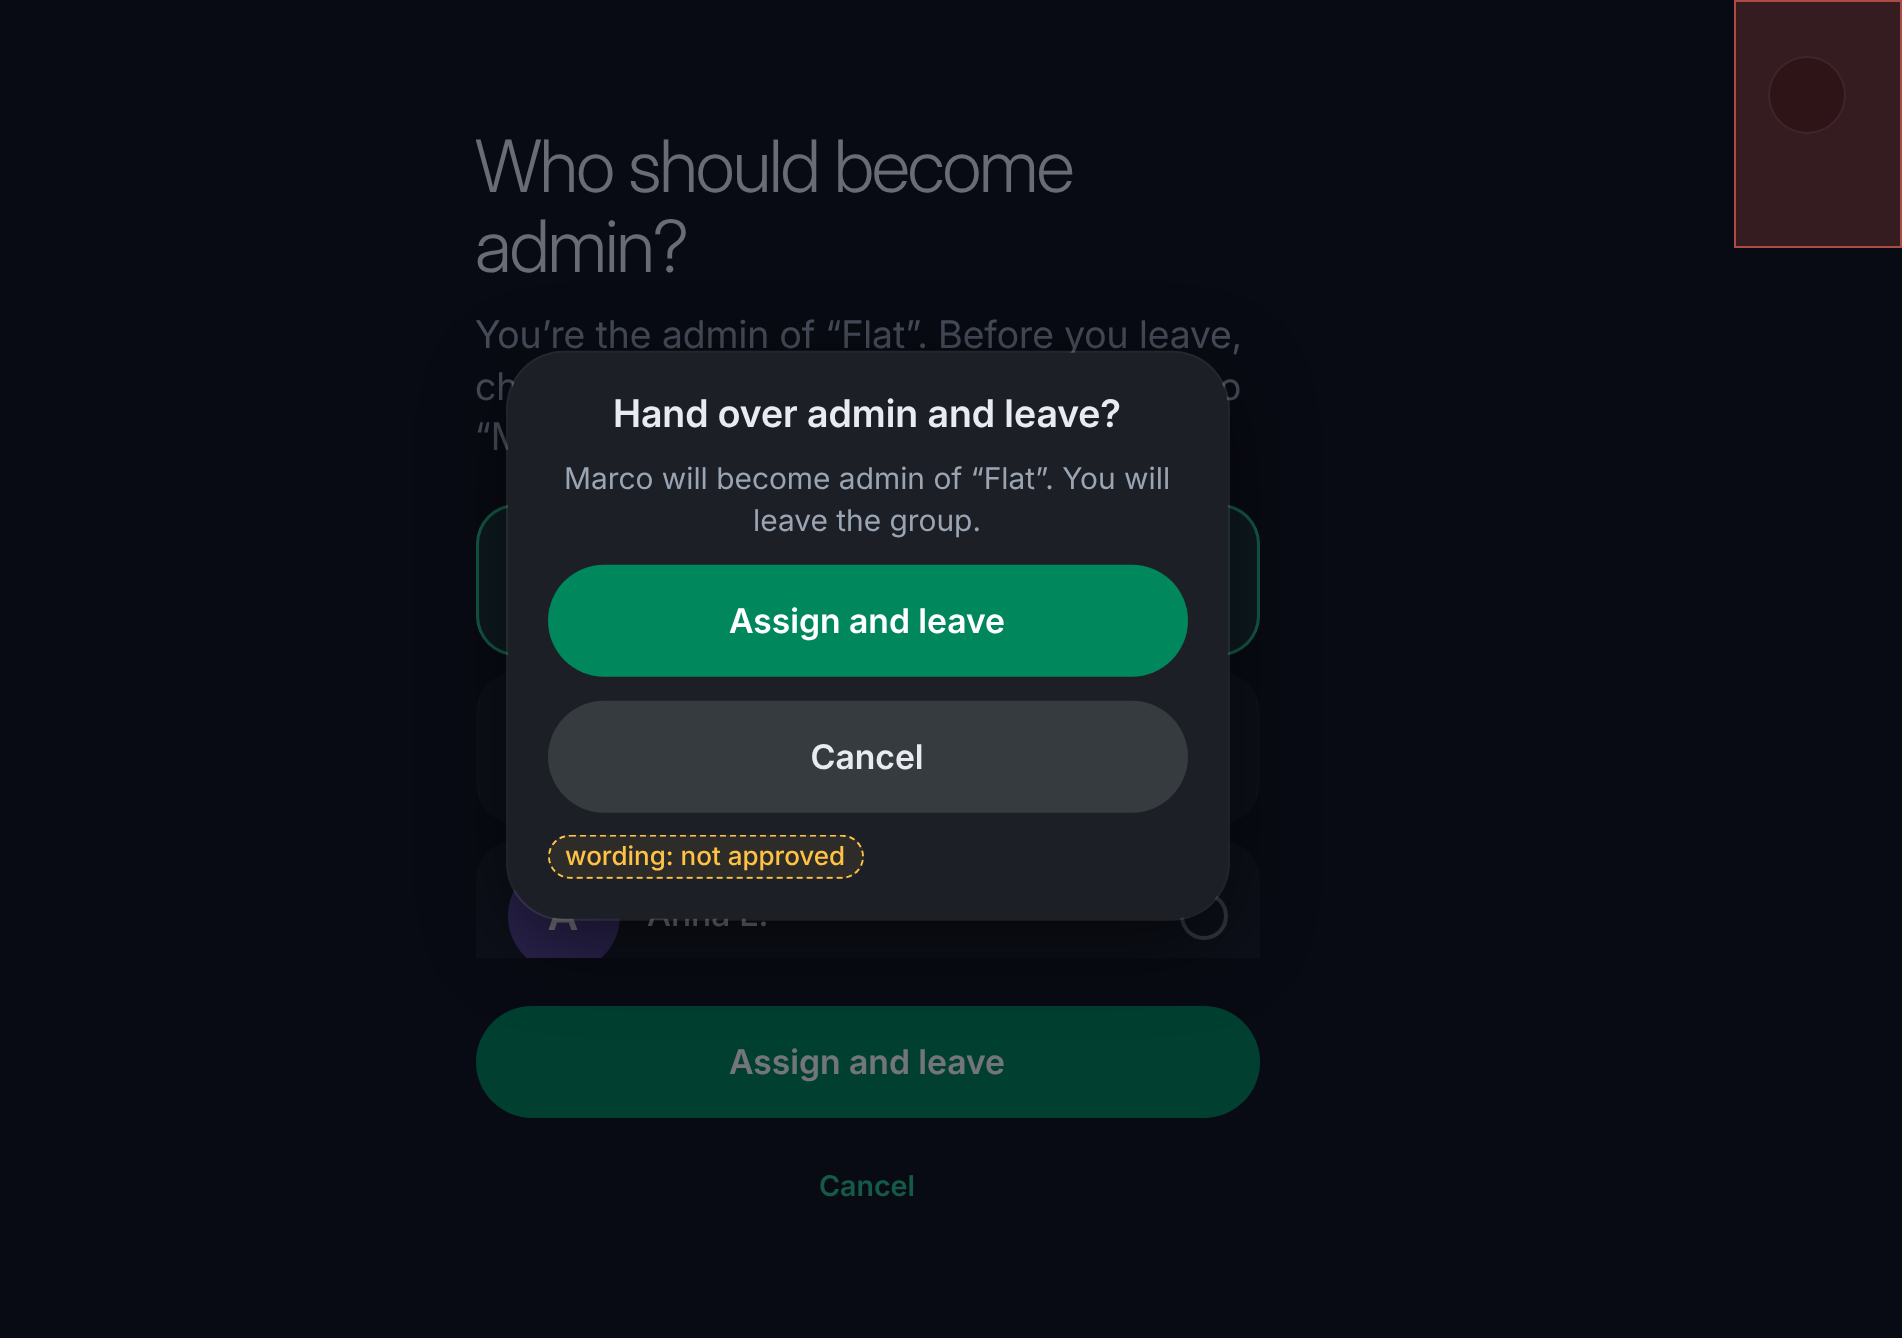 Who should become
admin?
You’re the admin of “Flat”. Before you leave,
Hand over admin and leave?
Marco will become admin of “Flat”. You will
leave the group.
Assign and leave
Cancel
wording: not approved
A Anna L.
Assign and leave
Cancel